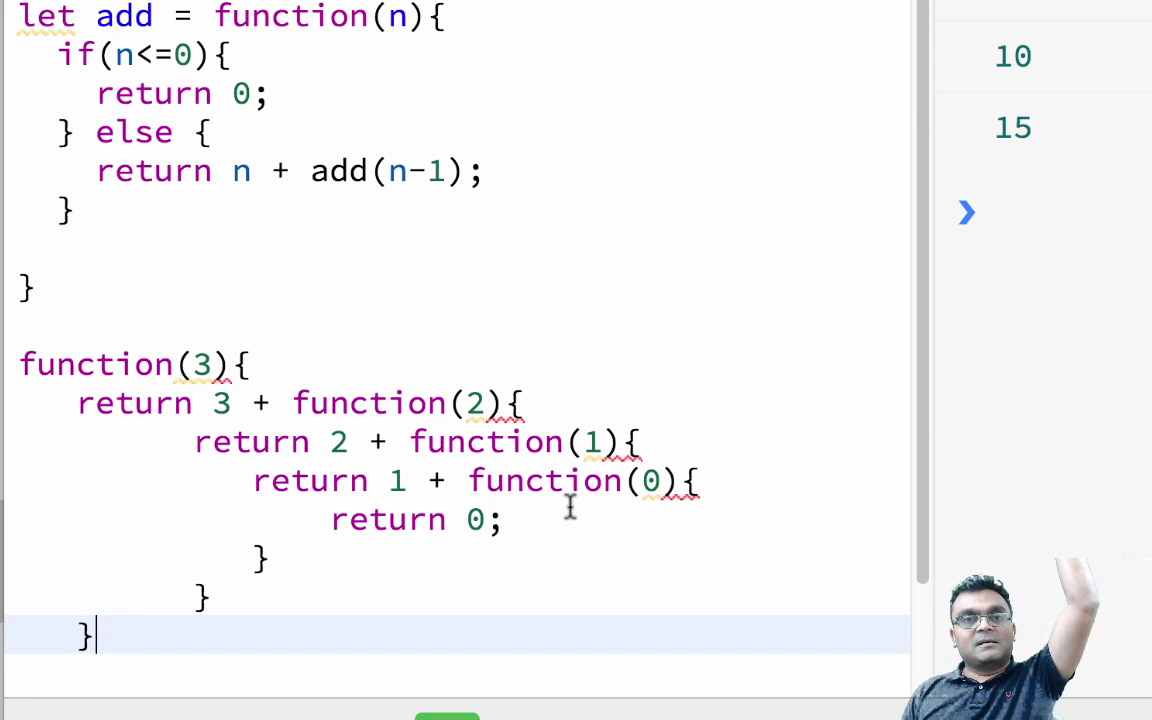 let add = function(n){
  if(n<=0){
    return 0;
  } else {
    return n + add(n-1);
  }

}

function(3){
   return 3 + function(2){
         return 2 + function(1){
            return 1 + function(0){
                return 0;
            }
         }
   }
10
15
❯